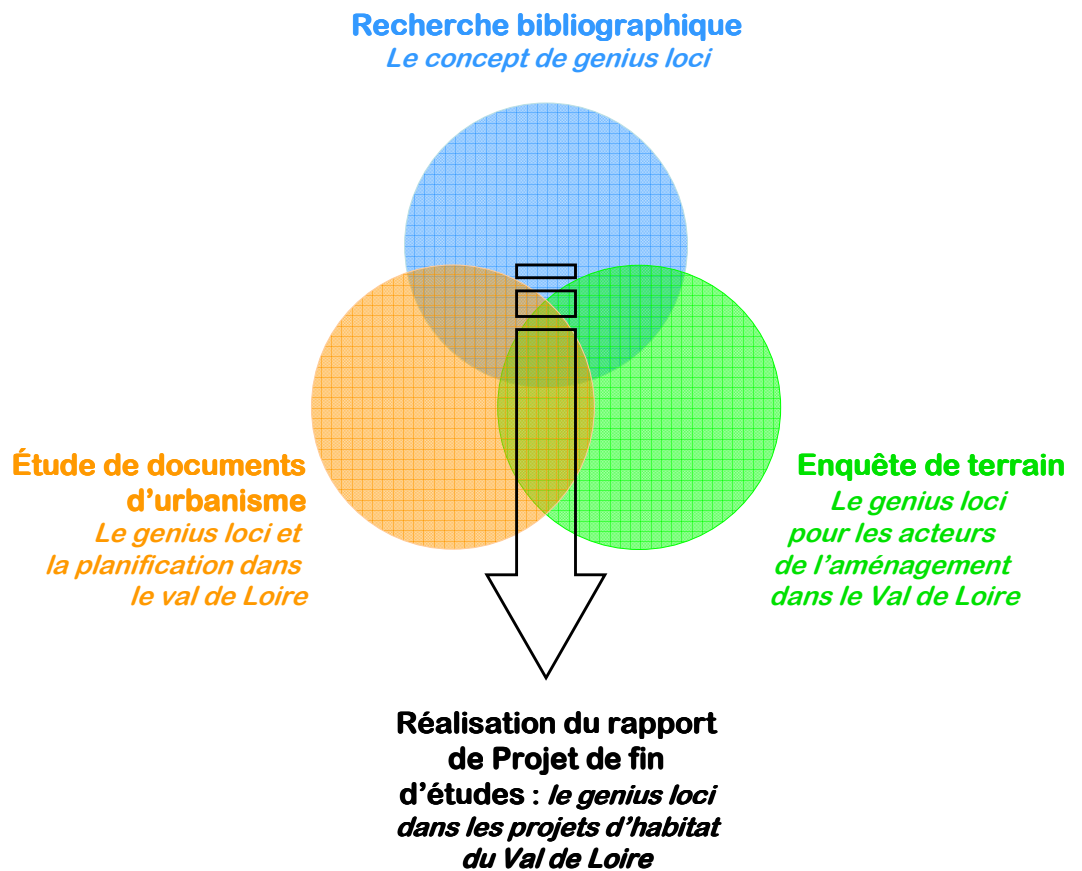 Recherche bibliographique
Le concept de genius loci
Étude de documents
d’urbanisme
Le genius loci et
la planification dans
le val de Loire
Enquête de terrain
Le genius loci
pour les acteurs
de l’aménagement
dans le Val de Loire
Réalisation du rapport
de Projet de fin
d’études : le genius loci
dans les projets d’habitat
du Val de Loire